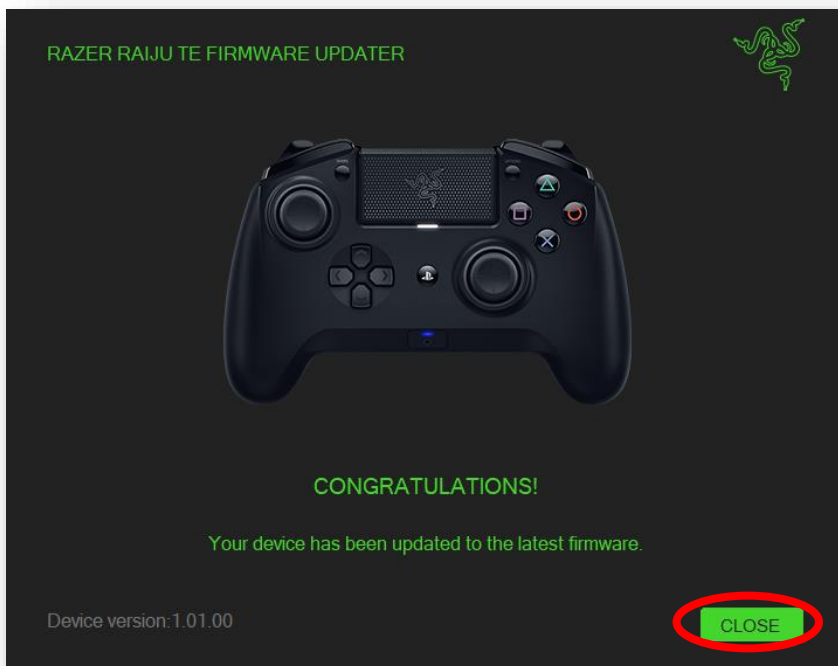 RAZER RAIJU TE FIRMWARE UPDATER
CONGRATULATIONS!
Your device has been updated to the latest firmware.
Device version:1.01.00
CLOSE